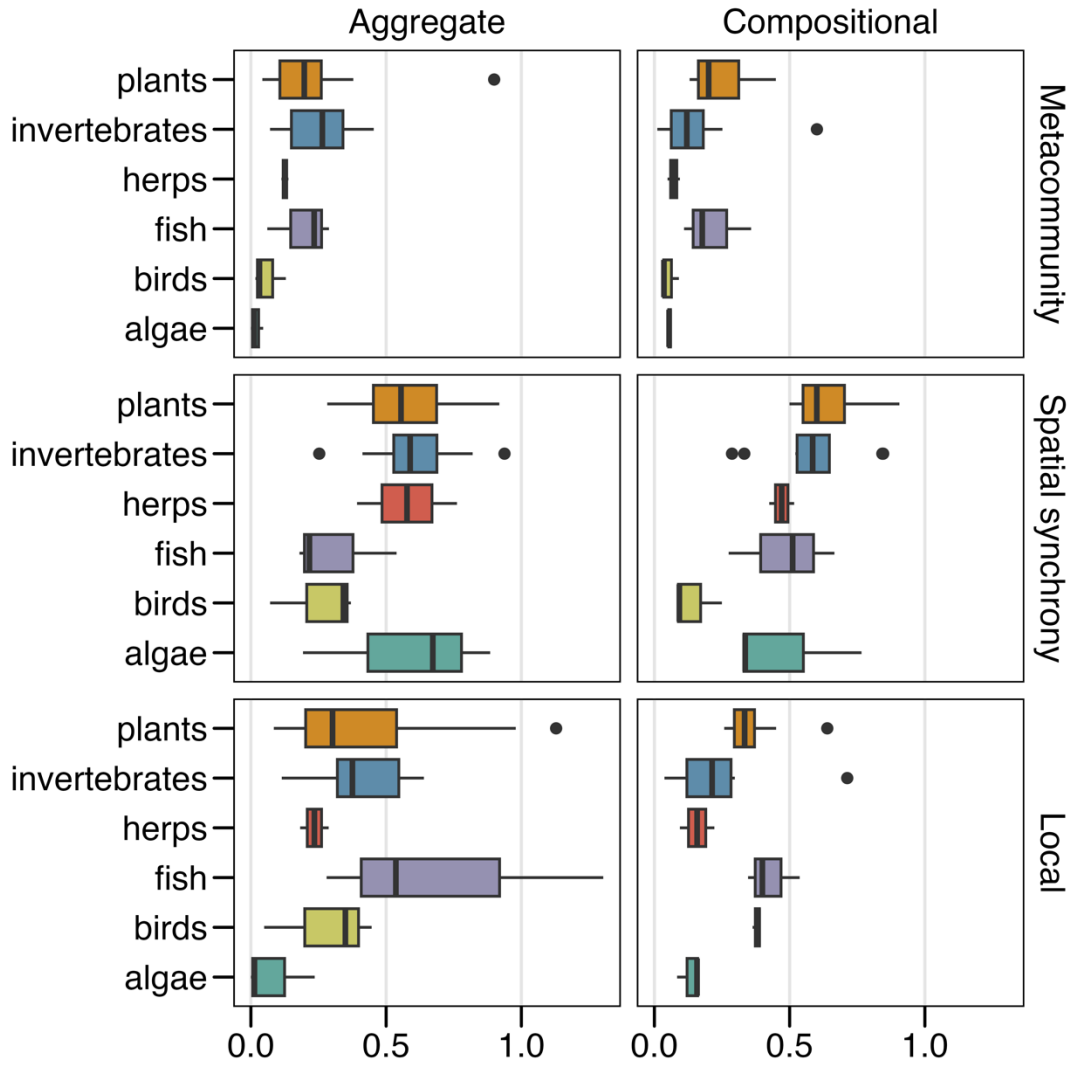 Aggregate
Compositional
plants
invertebrates
herps
fish
birds
algae
Metacommunity
plants
invertebrates
herps
fish
birds
algae
Spatial synchrony
plants
invertebrates
herps
fish
birds
algae
Local
0.0 0.5 1.0
0.0 0.5 1.0